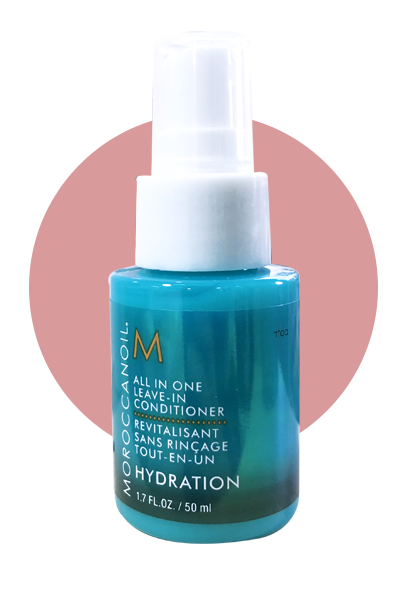 MOROCCANOIL.
M
ALL IN ONE
LEAVE-IN
CONDITIONER
REVITALISANT
SANS RINÇAGE
TOUT-EN-UN
HYDRATION
1.7 FL.OZ. / 50 ml